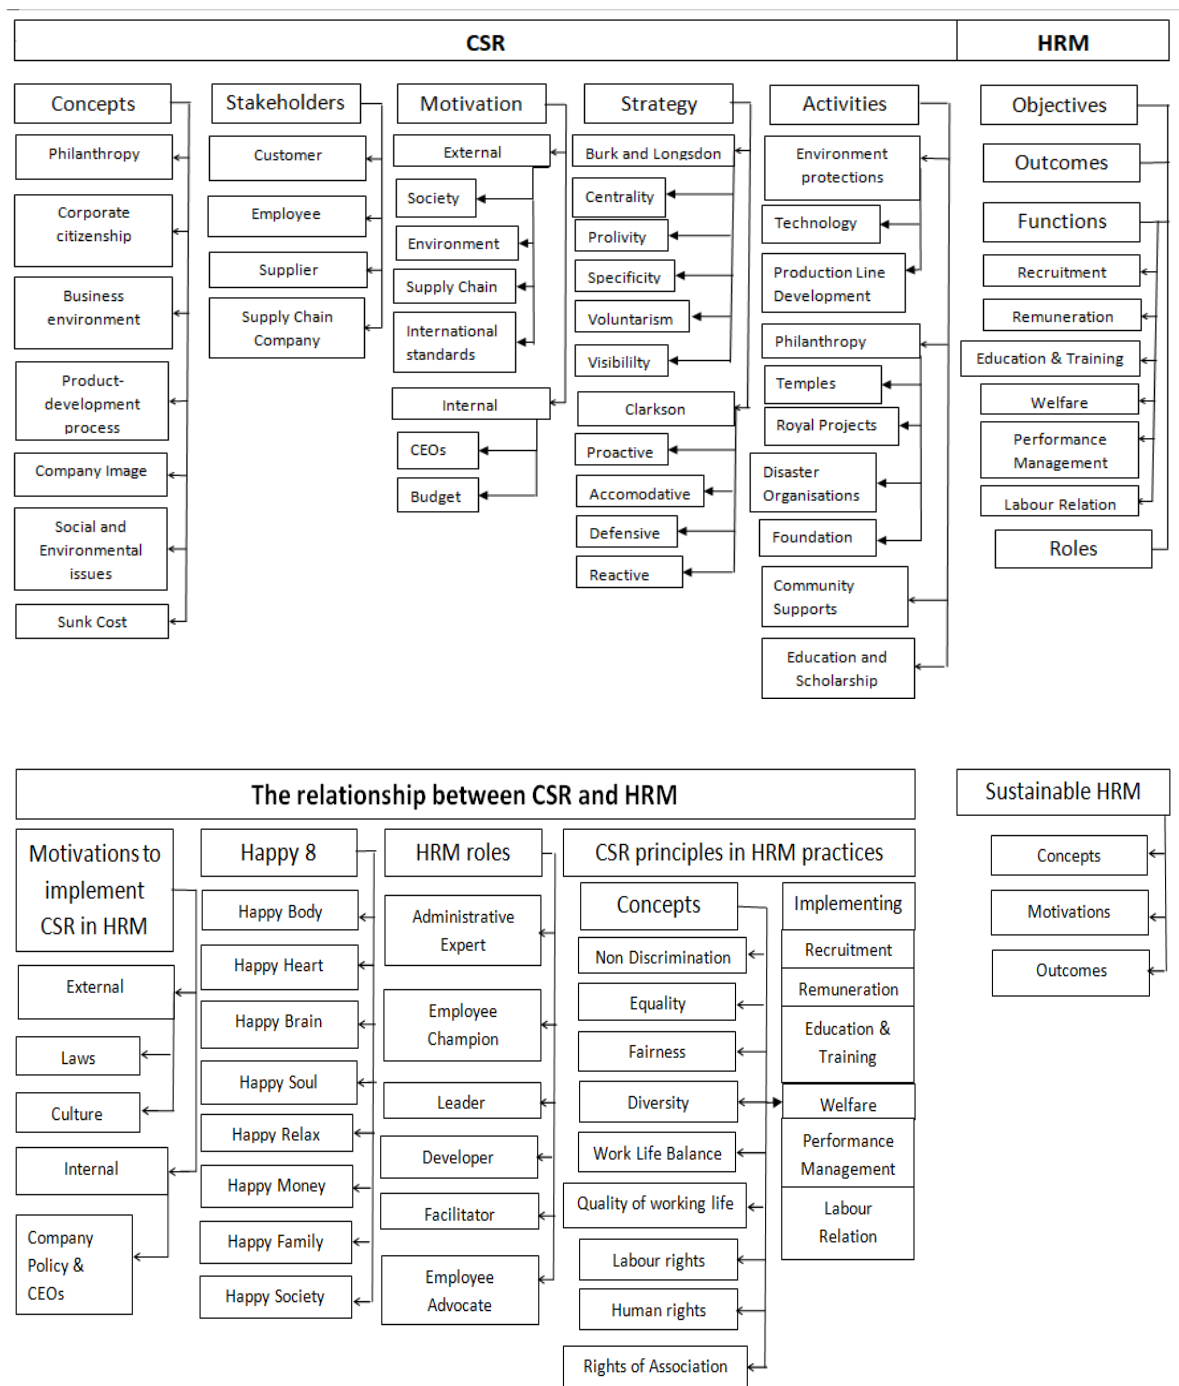 CSR
HRM
Concepts
Philanthropy
Corporate
citizenship
Business
environment
Product-
development
process
Company Image
Social and
Environmental
issues
Sunk Cost
Stakeholders
Customer
Employee
Supplier
Supply Chain
Company
Motivation
External
Society
Environment
Supply Chain
International
standards
Internal
CEOs
Budget
Strategy
Burk and Longsdon
Centrality
Prolivity
Specificity
Voluntarism
Visibililty
Clarkson
Proactive
Accomodative
Defensive
Reactive
Activities
Environment
protections
Technology
Production Line
Development
Philanthropy
Temples
Royal Projects
Disaster
Organisations
Foundation
Community
Supports
Education and
Scholarship
Objectives
Outcomes
Functions
Recruitment
Remuneration
Education & Training
Welfare
Performance
Management
Labour Relation
Roles
The relationship between CSR and HRM
Motivations to
implement
CSR in HRM
External
Laws
Culture
Internal
Company
Policy &
CEOs
Happy 8
Happy Body
Happy Heart
Happy Brain
Happy Soul
Happy Relax
Happy Money
Happy Family
Happy Society
HRM roles
Administrative
Expert
Employee
Champion
Leader
Developer
Facilitator
Employee
Advocate
CSR principles in HRM practices
Concepts
Non Discrimination
Equality
Fairness
Diversity
Work Life Balance
Quality of working life
Labour rights
Human rights
Rights of Association
Implementing
Recruitment
Remuneration
Education &
Training
Welfare
Performance
Management
Labour
Relation
Sustainable HRM
Concepts
Motivations
Outcomes